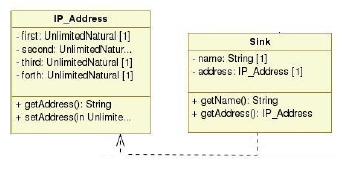 IP_Address
- first: UnlimitedNatural [1]
- second: UnlimitedNatur...
- third: UnlimitedNatural [1]
- forth: UnlimitedNatural [1]
+ getAddress(): String
+ setAddress(in Unlimite...
Sink
- name: String [1]
- address: IP_Address [1]
+ getName(): String
+ getAddress(): IP_Address